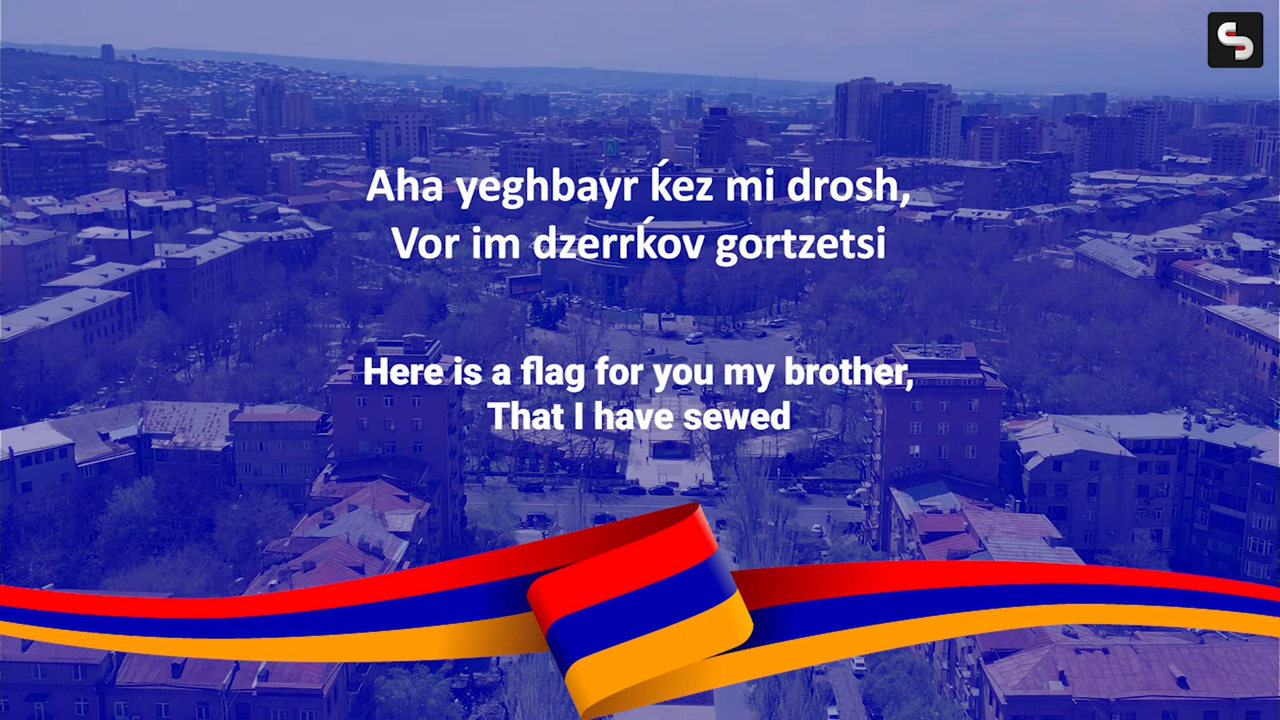 Aha yeghbayr ḱez mi drosh,
Vor im dzerrḱov gortzetsi
Here is a flag for you my brother,
That I have sewed